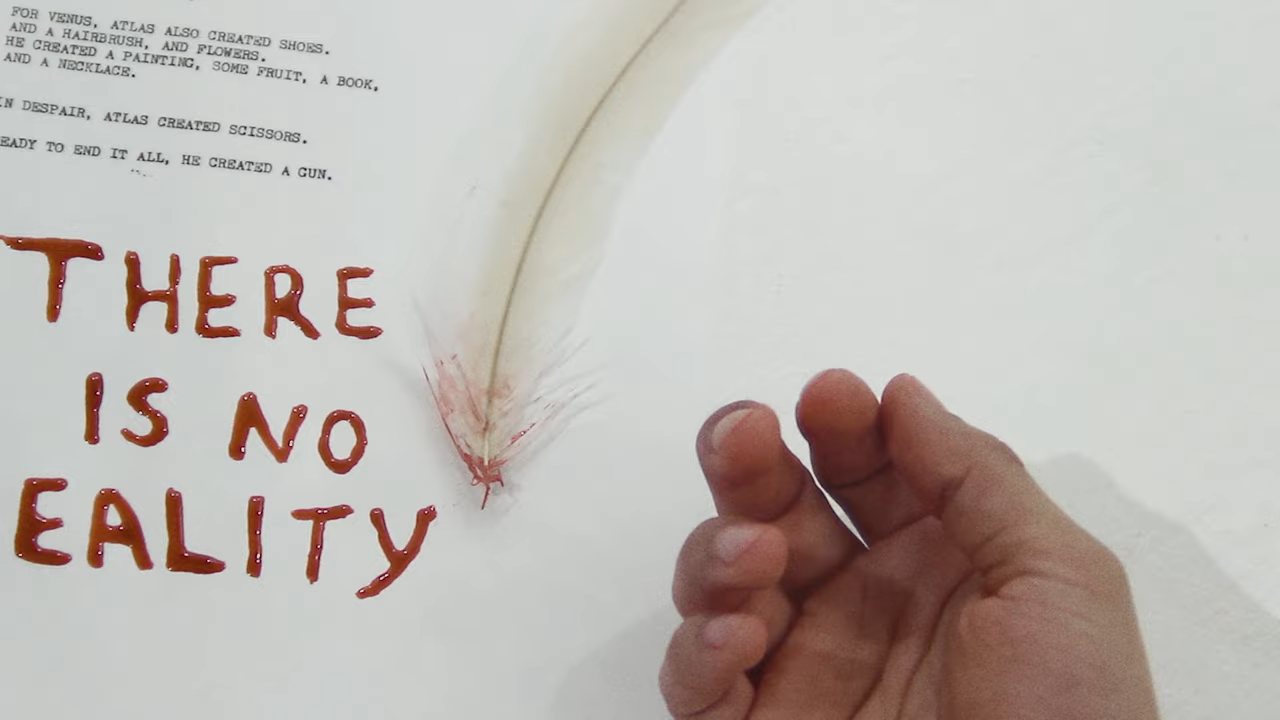 FOR VENUS, ATLAS ALSO CREATED SHOES.
AND A HAIRBRUSH, AND FLOWERS.
HE CREATED A PAINTING, SOME FRUIT, A BOOK,
AND A NECKLACE.
IN DESPAIR, ATLAS CREATED SCISSORS.
EADY TO END IT ALL, HE CREATED A GUN.
THERE
IS NO
EALITY